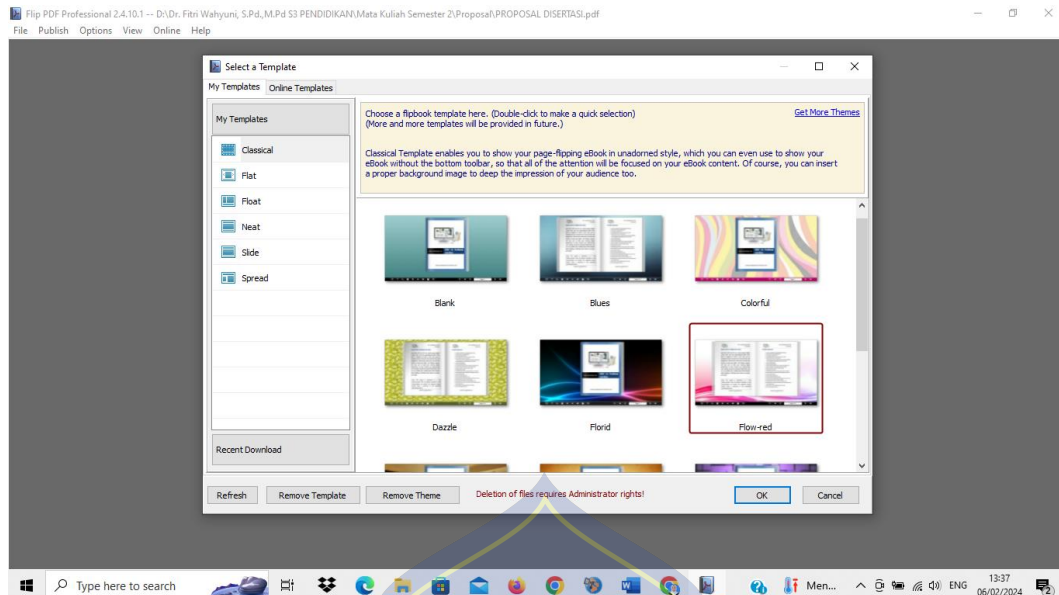 Flip PDF Professional 2.4.10.1 -- D:\Dr. Fitri Wahyuni, S.Pd.,M.Pd S3 PENDIDIKAN\Mata Kuliah Semester 2\Proposal\PROPOSAL DISERTASI.pdf
File Publish Options View Online Help
Select a Template
My Templates Online Templates
My Templates
Classical
Flat
Float
Neat
Slide
Spread
Recent Download
Choose a flipbook template here. (Double-click to make a quick selection)
Get More Themes
(More and more templates will be provided in future.)
Classical Template enables you to show your page-flipping eBook in unadorned style, which you can even use to show your
eBook without the bottom toolbar, so that all of the attention will be focused on your eBook content. Of course, you can insert
a proper background image to deep the impression of your audience too.
Blank Blues Colorful
Dazzle Florid Flow-red
Refresh Remove Template Remove Theme Deletion of files requires Administrator rights! OK Cancel
Type here to search
Men...
ENG
13:37
06/02/2024
2